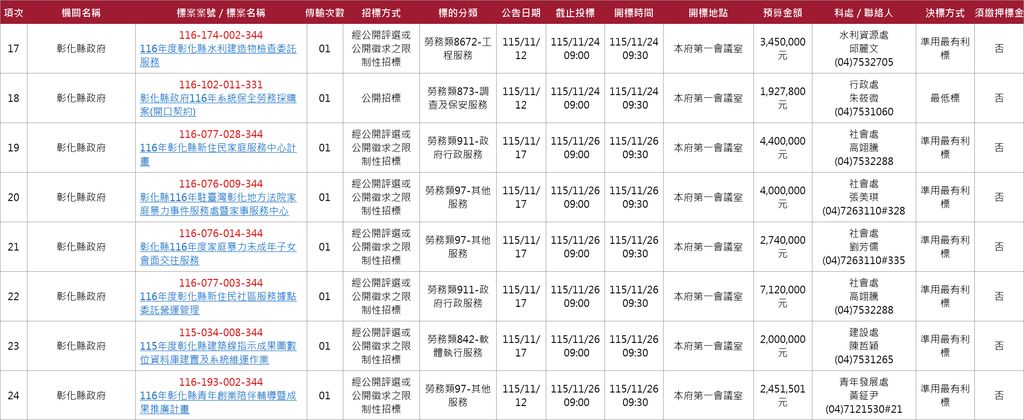 項次 機關名稱 標案案號 / 標案名稱 傳輸次數 招標方式 標的分類 公告日期 截止投標 開標時間 開標地點 預算金額 科處 / 聯絡人 決標方式 須繳押標金
17 彰化縣政府 116-174-002-344 116年度彰化縣水利建造物檢查委託服務 01 經公開評選或公開徵求之限制性招標 勞務類8672-工程服務 115/11/12 115/11/24 09:00 115/11/24 09:30 本府第一會議室 3,450,000元 水利資源處 邱麗文 (04)7532705 準用最有利標 否
18 彰化縣政府 116-102-011-331 彰化縣政府116年系統保全勞務採購案(開口契約) 01 公開招標 勞務類873-調查及保安服務 115/11/12 115/11/24 09:00 115/11/24 09:30 本府第一會議室 1,927,800元 行政處 朱筱微 (04)7531060 最低標 否
19 彰化縣政府 116-077-028-344 116年彰化縣新住民家庭服務中心計畫 01 經公開評選或公開徵求之限制性招標 勞務類911-政府行政服務 115/11/17 115/11/26 09:00 115/11/26 09:30 本府第一會議室 4,400,000元 社會處 高翊騰 (04)7532288 準用最有利標 否
20 彰化縣政府 116-076-009-344 彰化縣116年駐臺灣彰化地方法院家庭暴力事件服務處暨家事服務中心 01 經公開評選或公開徵求之限制性招標 勞務類97-其他服務 115/11/17 115/11/26 09:00 115/11/26 09:30 本府第一會議室 4,000,000元 社會處 張美琪 (04)7263110#328 準用最有利標 否
21 彰化縣政府 116-076-014-344 彰化縣116年度家庭暴力未成年子女會面交往服務 01 經公開評選或公開徵求之限制性招標 勞務類97-其他服務 115/11/17 115/11/26 09:00 115/11/26 09:30 本府第一會議室 2,740,000元 社會處 劉芳儒 (04)7263110#335 準用最有利標 否
22 彰化縣政府 116-077-003-344 116年度彰化縣新住民社區服務據點委託營運管理 01 經公開評選或公開徵求之限制性招標 勞務類911-政府行政服務 115/11/17 115/11/26 09:00 115/11/26 09:30 本府第一會議室 7,120,000元 社會處 高翊騰 (04)7532288 準用最有利標 否
23 彰化縣政府 115-034-008-344 115年度彰化縣建築線指示成果圖數位資料庫建置及系統維運作業 01 經公開評選或公開徵求之限制性招標 勞務類842-軟體執行服務 115/11/17 115/11/26 09:00 115/11/26 09:30 本府第一會議室 2,000,000元 建設處 陳哲穎 (04)7531265 準用最有利標 否
24 彰化縣政府 116-193-002-344 116年彰化縣青年創業陪伴輔導暨成果推廣計畫 01 經公開評選或公開徵求之限制性招標 勞務類97-其他服務 115/11/12 115/11/26 09:00 115/11/26 09:30 本府第一會議室 2,451,501元 青年發展處 黃鉦尹 (04)7121530#21 準用最有利標 否